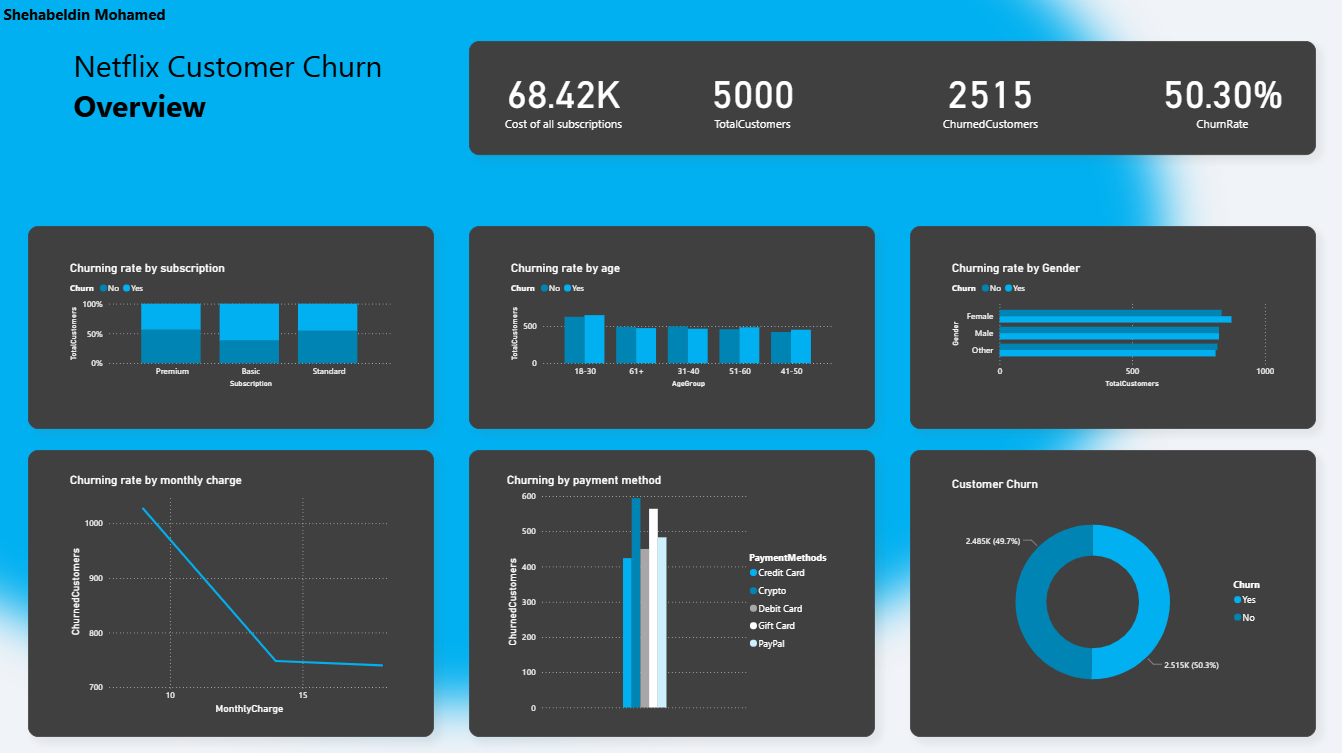 Shehabeldin Mohamed
Netflix Customer Churn
Overview
68.42K
Cost of all subscriptions
5000
TotalCustomers
2515
ChurnedCustomers
50.30%
ChurnRate
Churning rate by subscription
Churn No Yes
TotalCustomers
100%
50%
0%
Premium Basic Standard
Subscription
Churning rate by age
Churn No Yes
TotalCustomers
500
0
18-30 61+ 31-40 51-60 41-50
AgeGroup
Churning rate by Gender
Churn No Yes
Gender
Female
Male
Other
0 500 1000
TotalCustomers
Churning rate by monthly charge
ChurnedCustomers
1000
900
800
700
10 15
MonthlyCharge
Churning by payment method
ChurnedCustomers
600
500
400
300
200
100
0
PaymentMethods
Credit Card
Crypto
Debit Card
Gift Card
PayPal
Customer Churn
2.485K (49.7%)
2.515K (50.3%)
Churn
Yes
No